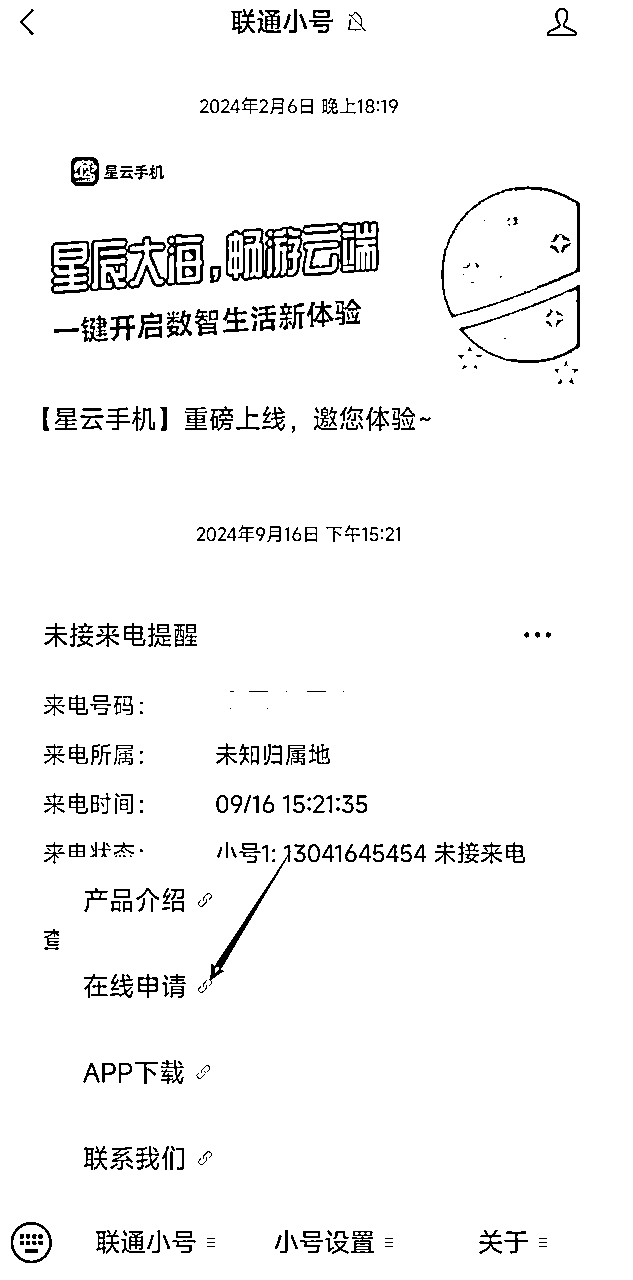 联通小号
2024年2月6日 晚上18:19
星云手机
星辰大海,畅游云端
一键开启数智生活新体验
【星云手机】重磅上线，邀您体验~
2024年9月16日 下午15:21
未接来电提醒
来电号码：
来电所属： 未知归属地
来电时间： 09/16 15:21:35
来电状态： 小号1: 13041645454 未接来电
产品介绍
查
在线申请
APP下载
联系我们
联通小号 小号设置 关于